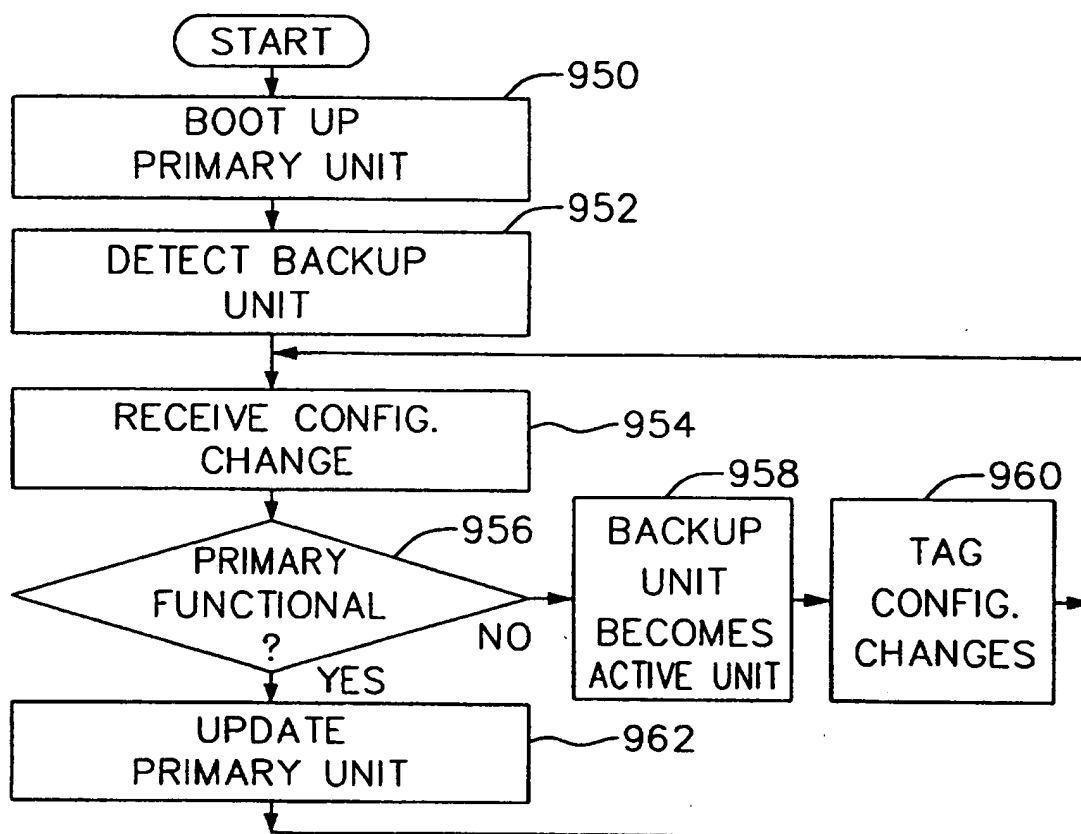 START
950
BOOT UP
PRIMARY UNIT
952
DETECT BACKUP
UNIT
RECEIVE CONFIG.
CHANGE
954
956
PRIMARY
FUNCTIONAL
?
NO
YES
958
BACKUP
UNIT
BECOMES
ACTIVE UNIT
960
TAG
CONFIG.
CHANGES
UPDATE
PRIMARY UNIT
962